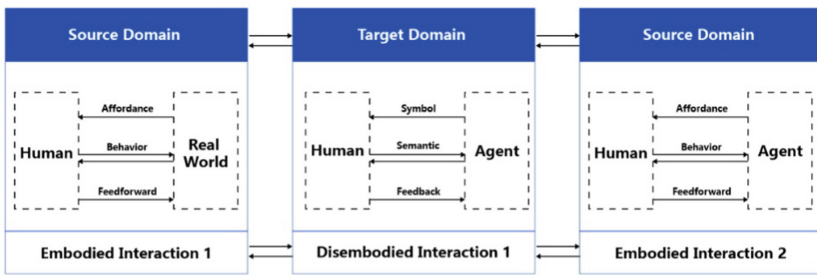 Source Domain
Target Domain
Source Domain
Affordance
Human
Behavior
Real
World
Feedforward
Symbol
Human
Semantic
Agent
Feedback
Affordance
Human
Behavior
Agent
Feedforward
Embodied Interaction 1
Disembodied Interaction 1
Embodied Interaction 2